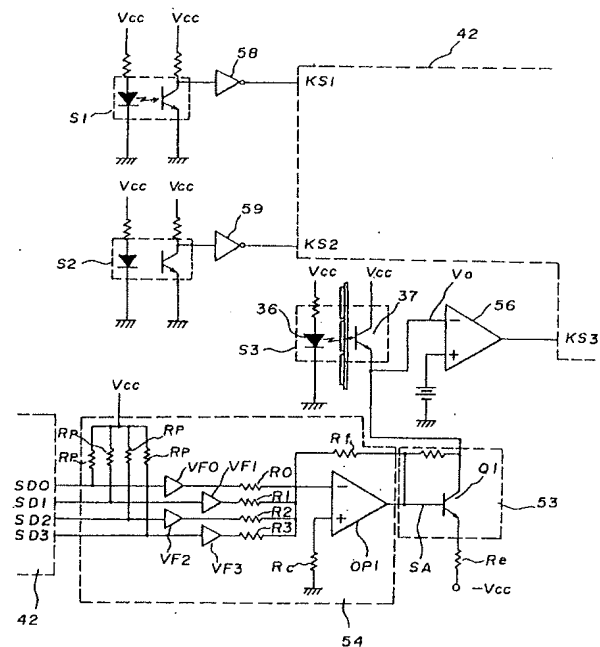 Vcc Vcc
58
42
KS1
S1
Vcc Vcc
59
KS2
S2
Vcc Vcc
Vo
36
37
56
S3
KS3
Vcc
RP RP
RP RP
Rf
VF0 VF1 R0
Q1
SD0
SD1
R1
SD2
R2
53
SD3
R3
VF2 VF3
Rc
OP1
SA
Re
-Vcc
42
54